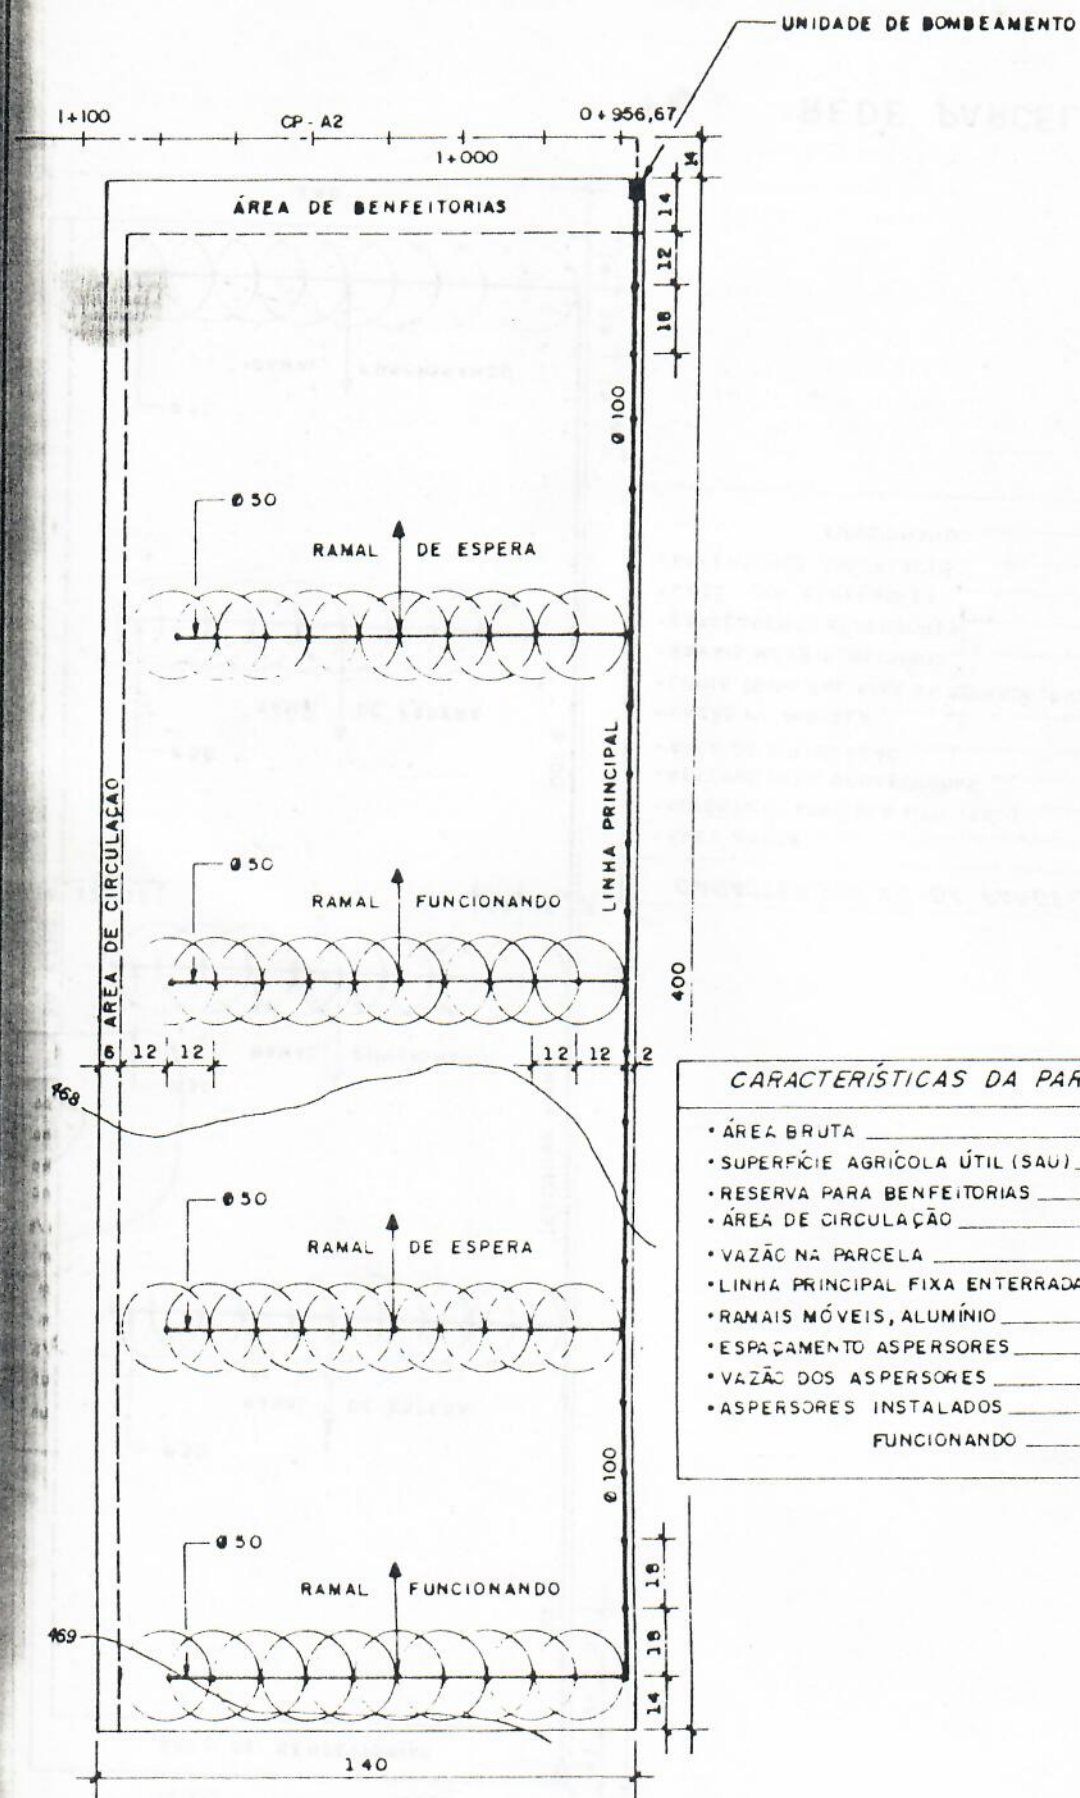 UNIDADE DE BOMBEAMENTO
1+100
CP-A2
0+956,67
1+000
14
ÁREA DE BENFEITORIAS
14
12
18
Ø 100
Ø 50
RAMAL DE ESPERA
LINHA PRINCIPAL
ÁREA DE CIRCULAÇÃO
Ø 50
RAMAL FUNCIONANDO
400
6 12 12 12 12 2
468
CARACTERÍSTICAS DA PAR
• ÁREA BRUTA
• SUPERFÍCIE AGRÍCOLA ÚTIL (SAU)
• RESERVA PARA BENFEITORIAS
• ÁREA DE CIRCULAÇÃO
• VAZÃO NA PARCELA
• LINHA PRINCIPAL FIXA ENTERRADA
• RAMAIS MÓVEIS, ALUMÍNIO
• ESPAÇAMENTO ASPERSORES
• VAZÃO DOS ASPERSORES
• ASPERSORES INSTALADOS
FUNCIONANDO
Ø 50
RAMAL DE ESPERA
Ø 100
Ø 50
RAMAL FUNCIONANDO
18
18
14
469
140